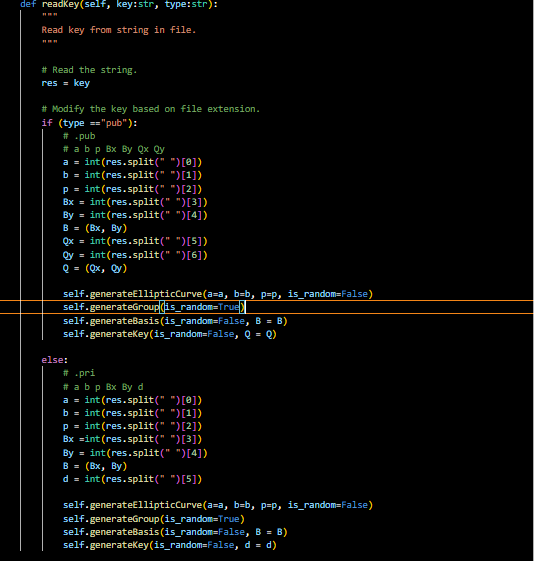 def readKey(self, key:str, type:str):
"""
Read key from string in file.
"""
# Read the string.
res = key
# Modify the key based on file extension.
if (type =="pub"):
# .pub
# a b p Bx By Qx Qy
a = int(res.split(" ")[0])
b = int(res.split(" ")[1])
p = int(res.split(" ")[2])
Bx = int(res.split(" ")[3])
By = int(res.split(" ")[4])
B = (Bx, By)
Qx = int(res.split(" ")[5])
Qy = int(res.split(" ")[6])
Q = (Qx, Qy)
self.generateEllipticCurve(a=a, b=b, p=p, is_random=False)
self.generateGroup(is_random=True)
self.generateBasis(is_random=False, B = B)
self.generateKey(is_random=False, Q = Q)
else:
# .pri
# a b p Bx By d
a = int(res.split(" ")[0])
b = int(res.split(" ")[1])
p = int(res.split(" ")[2])
Bx =int(res.split(" ")[3])
By = int(res.split(" ")[4])
B = (Bx, By)
d = int(res.split(" ")[5])
self.generateEllipticCurve(a=a, b=b, p=p, is_random=False)
self.generateGroup(is_random=True)
self.generateBasis(is_random=False, B = B)
self.generateKey(is_random=False, d = d)